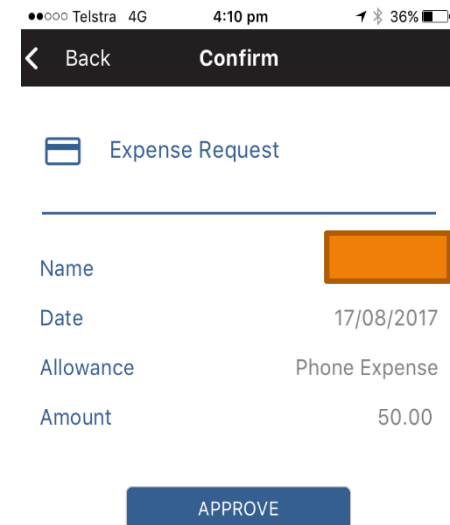 Telstra 4G 4:10 pm 36%
Back Confirm
Expense Request
Name
Date 17/08/2017
Allowance Phone Expense
Amount 50.00
APPROVE